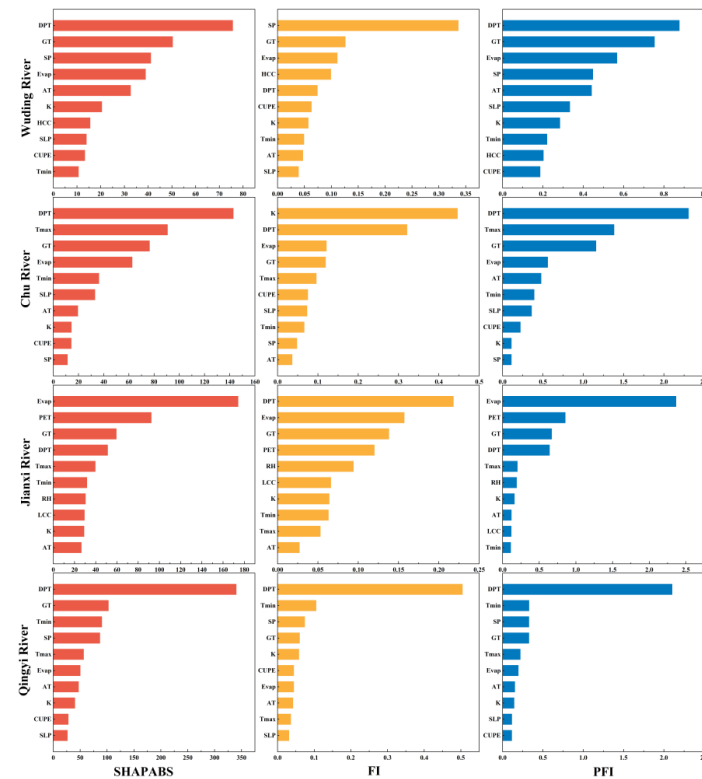 Wuding River
DPT
GT
SP
Evap
AT
K
HCC
SLP
CUPE
Tmin
0 10 20 30 40 50 60 70 80
SP
GT
Evap
HCC
DPT
CUPE
K
Tmin
AT
SLP
0.00 0.05 0.10 0.15 0.20 0.25 0.30 0.35
DPT
GT
Evap
SP
AT
SLP
K
Tmin
HCC
CUPE
0.0 0.2 0.4 0.6 0.8
Chu River
DPT
Tmax
GT
Evap
Tmin
SLP
AT
K
CUPE
SP
0 20 40 60 80 100 120 140 160
K
DPT
Evap
GT
Tmax
CUPE
SLP
Tmin
SP
AT
0.0 0.1 0.2 0.3 0.4 0.5
DPT
Tmax
GT
Evap
AT
Tmin
SLP
CUPE
K
SP
0.0 0.5 1.0 1.5 2.0
Jianxi River
Evap
PET
GT
DPT
Tmax
Tmin
RH
LCC
K
AT
0 20 40 60 80 100 120 140 160 180
DPT
Evap
GT
PET
RH
LCC
K
Tmin
Tmax
AT
0.00 0.05 0.10 0.15 0.20 0.25
Evap
PET
GT
DPT
Tmax
RH
K
AT
LCC
Tmin
0.0 0.5 1.0 1.5 2.0 2.5
Qingyi River
DPT
GT
Tmin
SP
Tmax
Evap
AT
K
CUPE
SLP
0 50 100 150 200 250 300 350
SHAPABS
DPT
Tmin
SP
GT
K
CUPE
Evap
AT
Tmax
SLP
0.0 0.1 0.2 0.3 0.4 0.5
FI
DPT
Tmin
SP
GT
Tmax
Evap
AT
K
SLP
CUPE
0.0 0.5 1.0 1.5 2.0
PFI